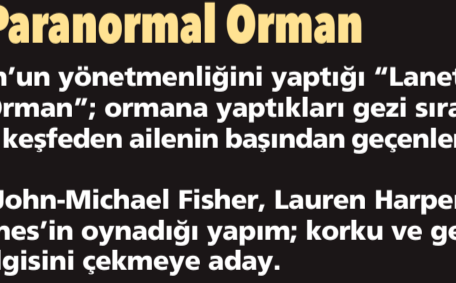 Paranormal Orman
n’un yönetmenliğini yaptığı “Lanet
Orman”; ormana yaptıkları gezi sıra
keşfeden ailenin başından geçenler
John-Michael Fisher, Lauren Harper
nes’in oynadığı yapım; korku ve ge
lgisini çekmeye aday.